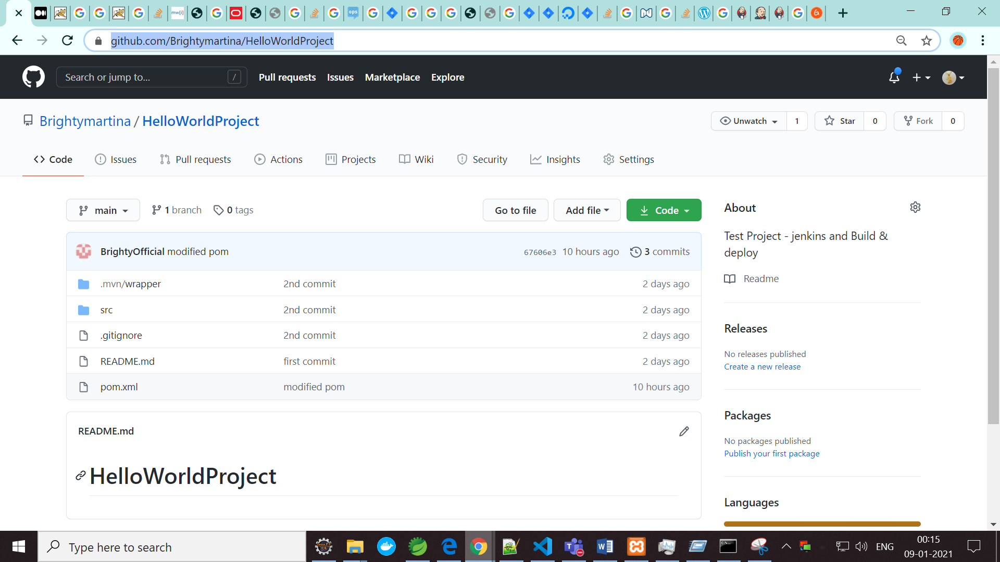 mw[i]
ops
github.com/Brightymartina/HelloWorldProject
Search or jump to... /
Pull requests Issues Marketplace Explore
Brightymartina / HelloWorldProject
Unwatch 1 Star 0 Fork 0
Code Issues Pull requests Actions Projects Wiki Security Insights Settings
main 1 branch 0 tags Go to file Add file Code
BrightyOfficial modified pom 67606e3 10 hours ago 3 commits
.mvn/wrapper 2nd commit 2 days ago
src 2nd commit 2 days ago
.gitignore 2nd commit 2 days ago
README.md first commit 2 days ago
pom.xml modified pom 10 hours ago
README.md
HelloWorldProject
About
Test Project - jenkins and Build &
deploy
Readme
Releases
No releases published
Create a new release
Packages
No packages published
Publish your first package
Languages
Type here to search
ENG
00:15
09-01-2021